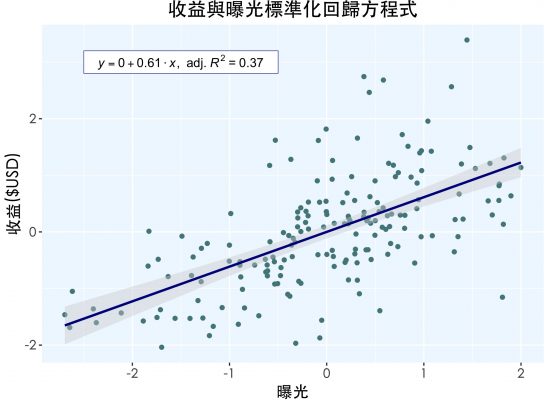 收益與曝光標準化回歸方程式
y = 0 + 0.61 · x, adj. R² = 0.37
收益($USD)
2
0
-2
-2
-1
0
1
2
曝光